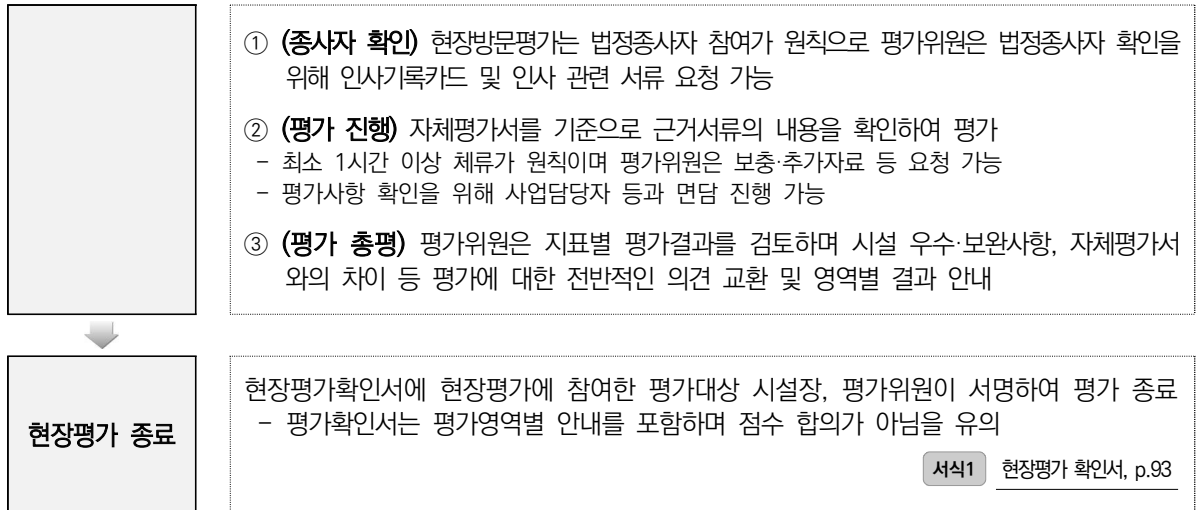 ① (종사자 확인) 현장방문평가는 법정종사자 참여가 원칙으로 평가위원은 법정종사자 확인을
위해 인사기록카드 및 인사 관련 서류 요청 가능
② (평가 진행) 자체평가서를 기준으로 근거서류의 내용을 확인하여 평가
- 최소 1시간 이상 체류가 원칙이며 평가위원은 보충·추가자료 등 요청 가능
- 평가사항 확인을 위해 사업담당자 등과 면담 진행 가능
③ (평가 총평) 평가위원은 지표별 평가결과를 검토하며 시설 우수·보완사항, 자체평가서
와의 차이 등 평가에 대한 전반적인 의견 교환 및 영역별 결과 안내
현장평가 종료
현장평가확인서에 현장평가에 참여한 평가대상 시설장, 평가위원이 서명하여 평가 종료
- 평가확인서는 평가영역별 안내를 포함하며 점수 합의가 아님을 유의
서식1 현장평가 확인서, p.93